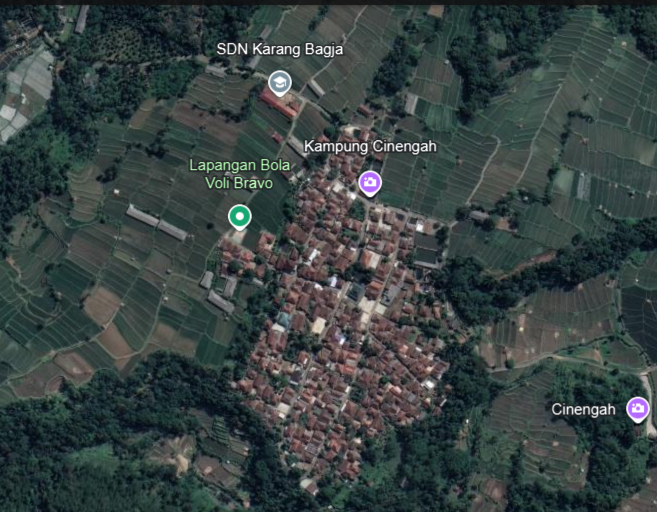 SDN Karang Bagja
Kampung Cinengah
Lapangan Bola
Voli Bravo
Cinengah